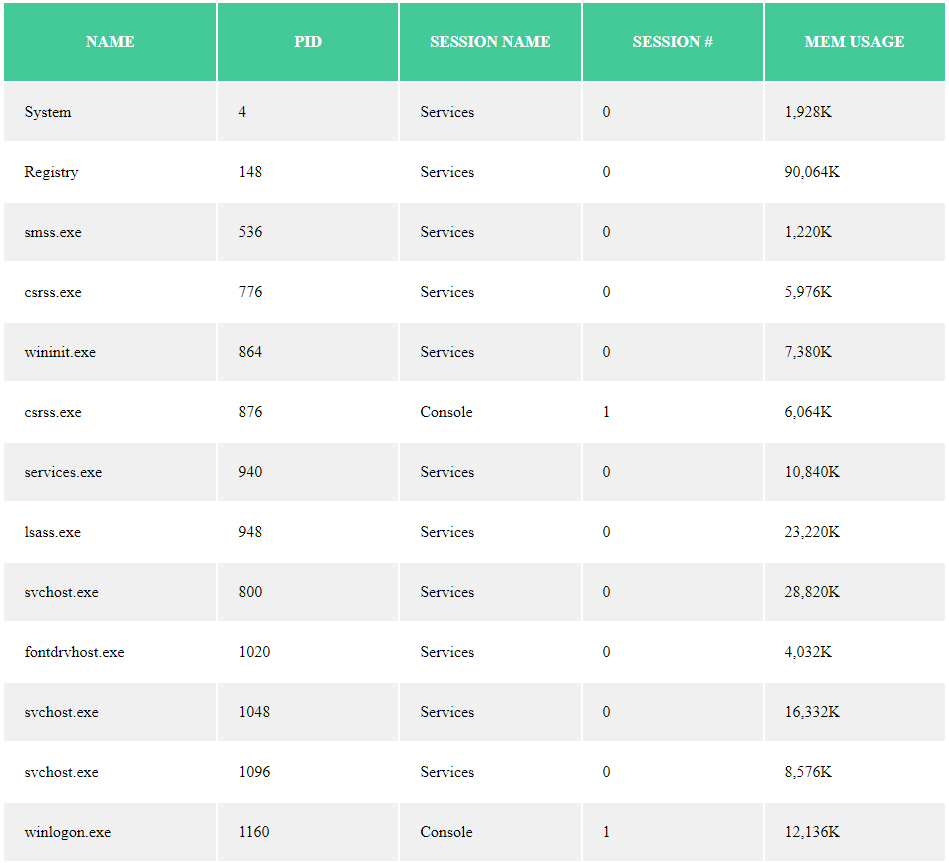 NAME PID SESSION NAME SESSION # MEM USAGE
System 4 Services 0 1,928K
Registry 148 Services 0 90,064K
smss.exe 536 Services 0 1,220K
csrss.exe 776 Services 0 5,976K
wininit.exe 864 Services 0 7,380K
csrss.exe 876 Console 1 6,064K
services.exe 940 Services 0 10,840K
lsass.exe 948 Services 0 23,220K
svchost.exe 800 Services 0 28,820K
fontdrvhost.exe 1020 Services 0 4,032K
svchost.exe 1048 Services 0 16,332K
svchost.exe 1096 Services 0 8,576K
winlogon.exe 1160 Console 1 12,136K